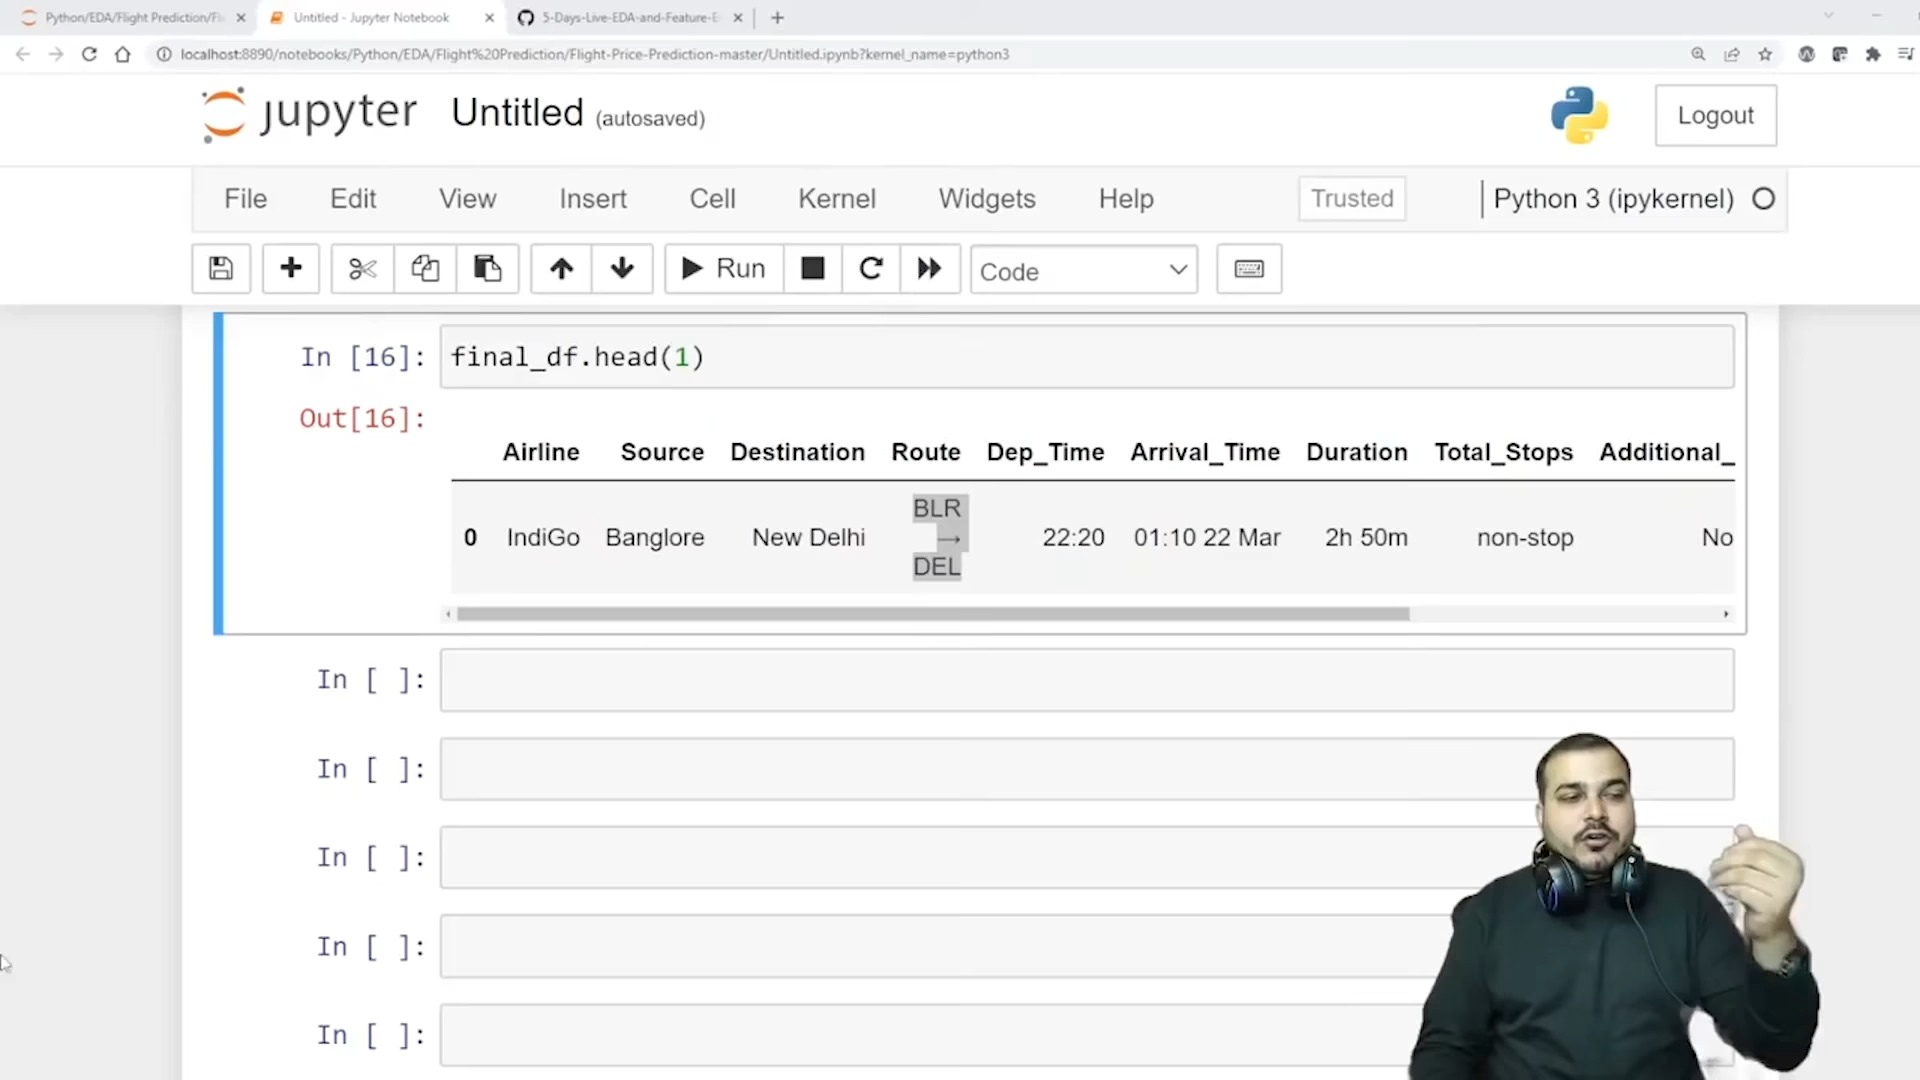 Python/EDA/Flight Prediction/Fl
Untitled - Jupyter Notebook
5-Days-Live-EDA-and-Feature-E
localhost:8890/notebooks/Python/EDA/Flight%20Prediction/Flight-Price-Prediction-master/Untitled.ipynb?kernel_name=python3
jupyter Untitled (autosaved)
Logout
File Edit View Insert Cell Kernel Widgets Help Trusted Python 3 (ipykernel)
Run Code
In [16]: final_df.head(1)
Out[16]:
Airline Source Destination Route Dep_Time Arrival_Time Duration Total_Stops Additional_
0 IndiGo Banglore New Delhi BLR → DEL 22:20 01:10 22 Mar 2h 50m non-stop No
In [ ]:
In [ ]:
In [ ]:
In [ ]:
In [ ]: